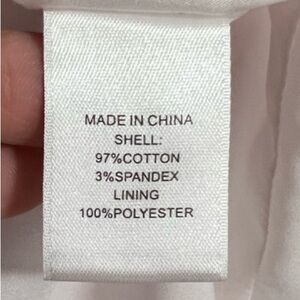 MADE IN CHINA
SHELL:
97%COTTON
3%SPANDEX
LINING
100%POLYESTER